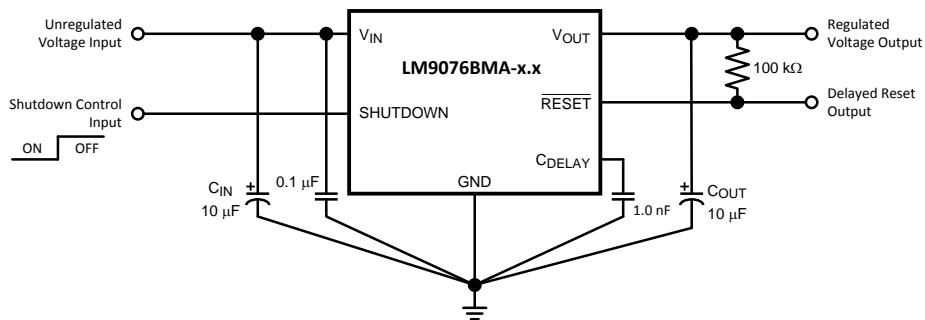 Unregulated
Voltage Input
V_IN
V_OUT
Regulated
Voltage Output
LM9076BMA-x.x
100 kΩ
Shutdown Control
Input
SHUTDOWN
RESET
Delayed Reset
Output
ON
OFF
C_DELAY
GND
+
C_IN
10 µF
0.1 µF
1.0 nF
+
C_OUT
10 µF